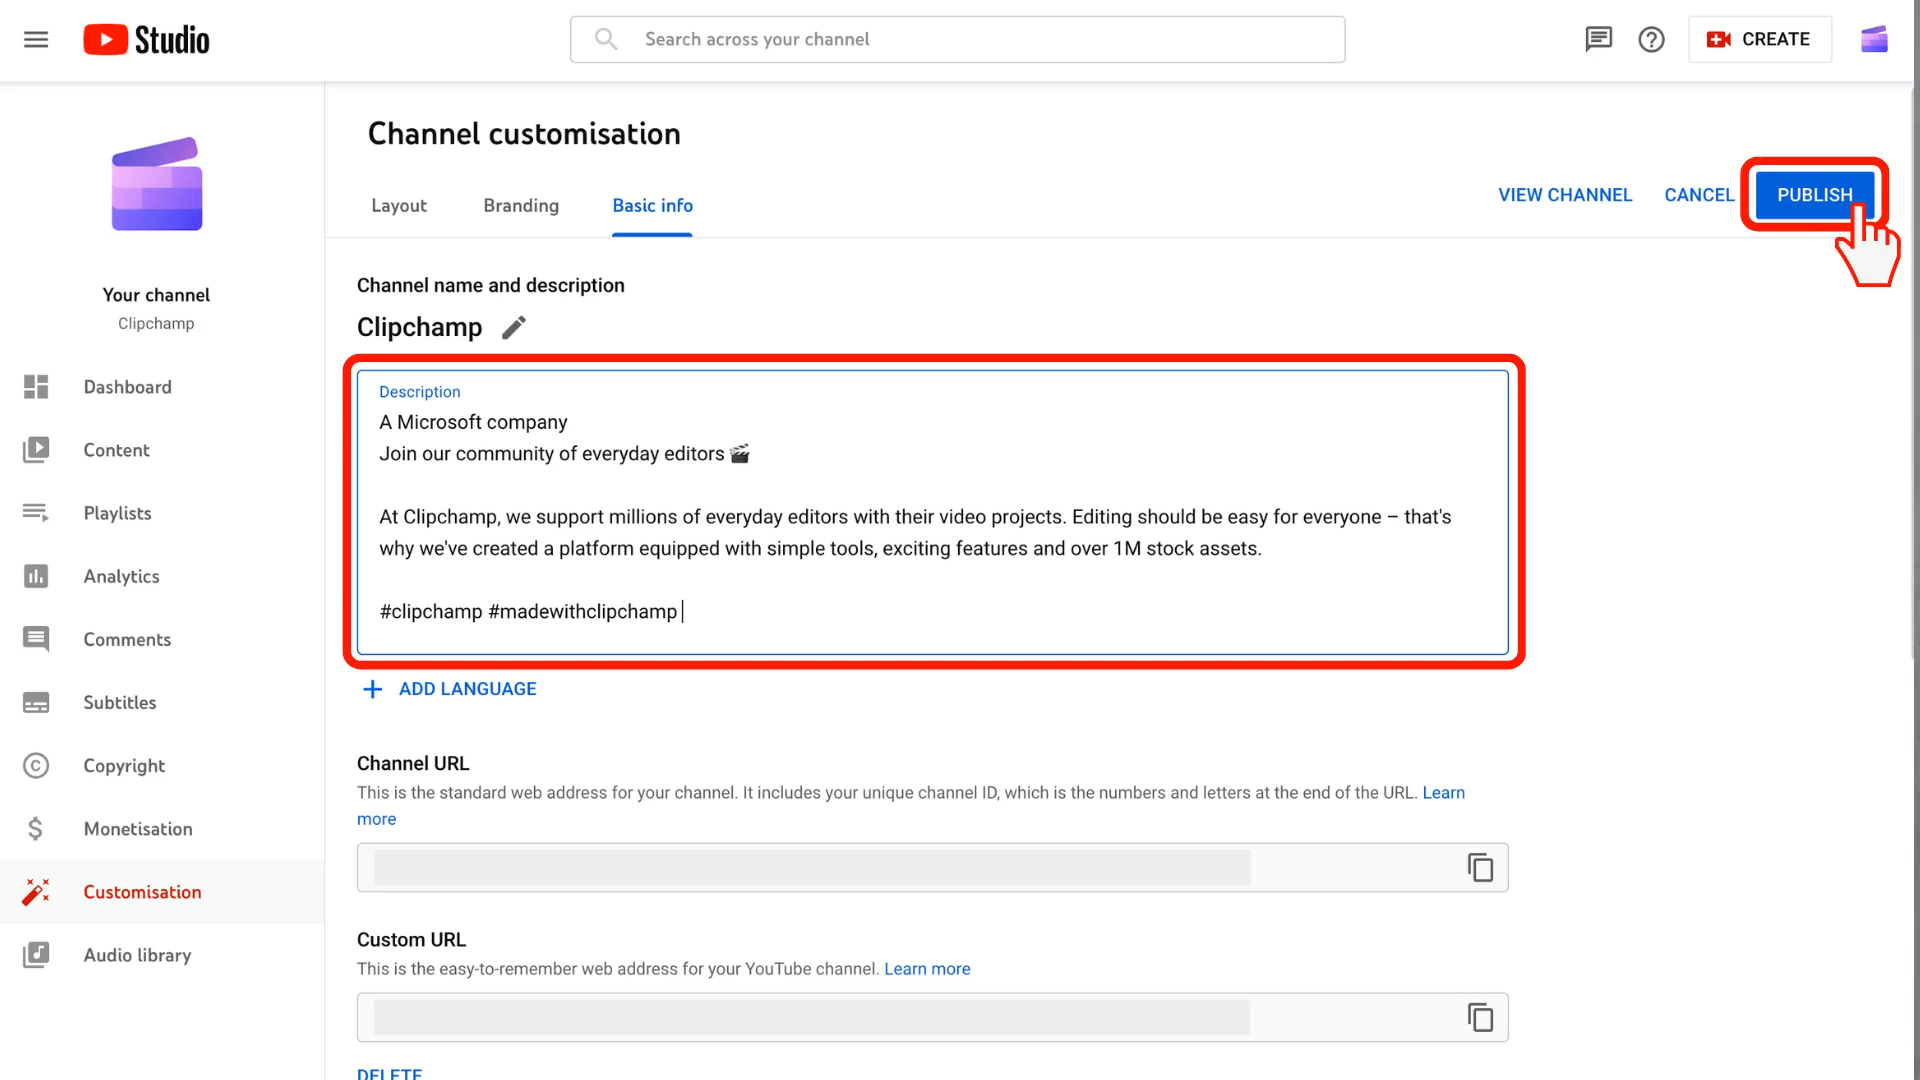 Studio
Search across your channel
CREATE
Channel customisation
Layout
Branding
Basic info
VIEW CHANNEL
CANCEL
PUBLISH
Your channel
Clipchamp
Dashboard
Content
Playlists
Analytics
Comments
Subtitles
Copyright
Monetisation
Customisation
Audio library
Channel name and description
Clipchamp
Description
A Microsoft company
Join our community of everyday editors 🎬
At Clipchamp, we support millions of everyday editors with their video projects. Editing should be easy for everyone – that's
why we've created a platform equipped with simple tools, exciting features and over 1M stock assets.
#clipchamp #madewithclipchamp
ADD LANGUAGE
Channel URL
This is the standard web address for your channel. It includes your unique channel ID, which is the numbers and letters at the end of the URL. Learn
more
Custom URL
This is the easy-to-remember web address for your YouTube channel. Learn more
DELETE